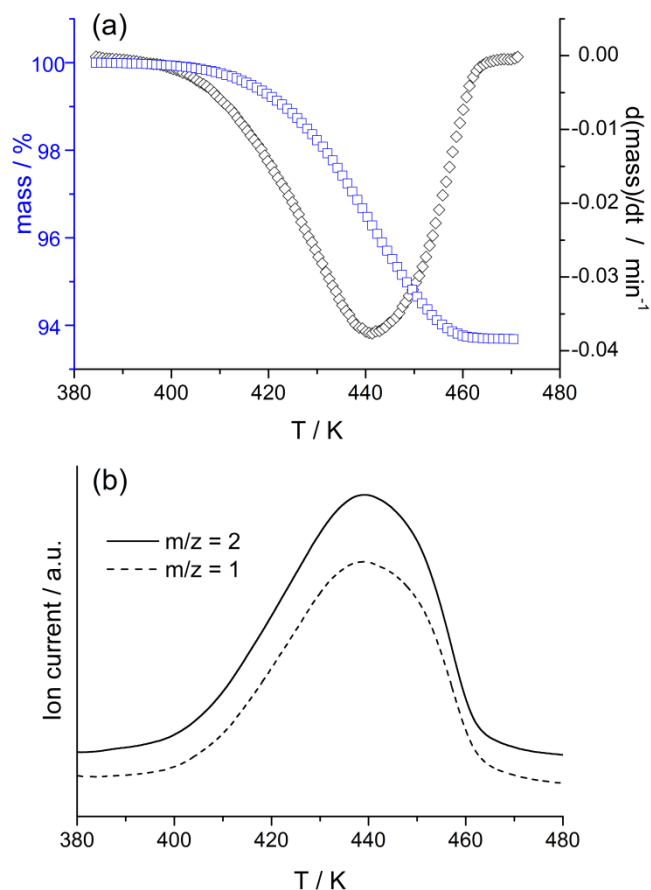 (a)
100
98
96
94
mass / %
0.00
-0.01
-0.02
-0.03
-0.04
d(mass)/dt / min⁻¹
380 400 420 440 460 480
T / K
(b)
m/z = 2
m/z = 1
Ion current / a.u.
380 400 420 440 460 480
T / K